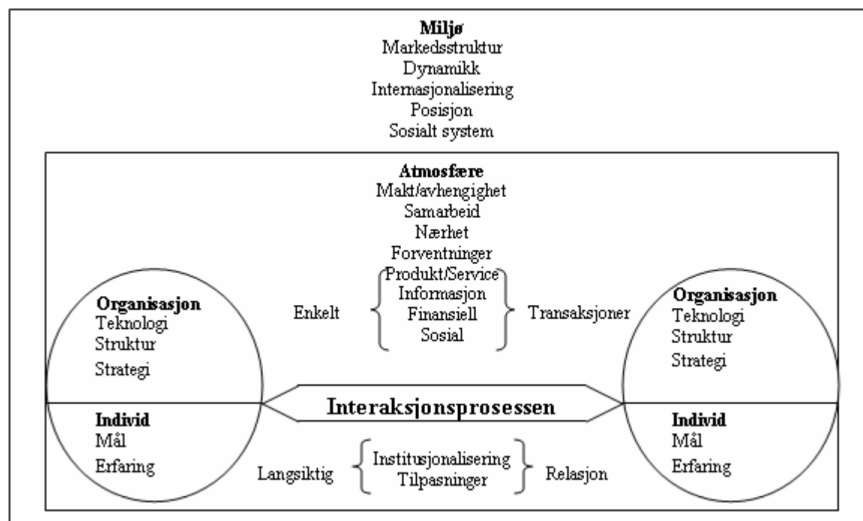 Miljø
Markedsstruktur
Dynamikk
Internasjonalisering
Posisjon
Sosialt system
Atmosfære
Makt/avhengighet
Samarbeid
Nærhet
Forventninger
Organisasjon
Teknologi
Struktur
Strategi
Individ
Mål
Erfaring
Enkelt
Produkt/Service
Informasjon
Finansiell
Sosial
Transaksjoner
Interaksjonsprosessen
Langsiktig
Institusjonalisering
Tilpasninger
Relasjon
Organisasjon
Teknologi
Struktur
Strategi
Individ
Mål
Erfaring